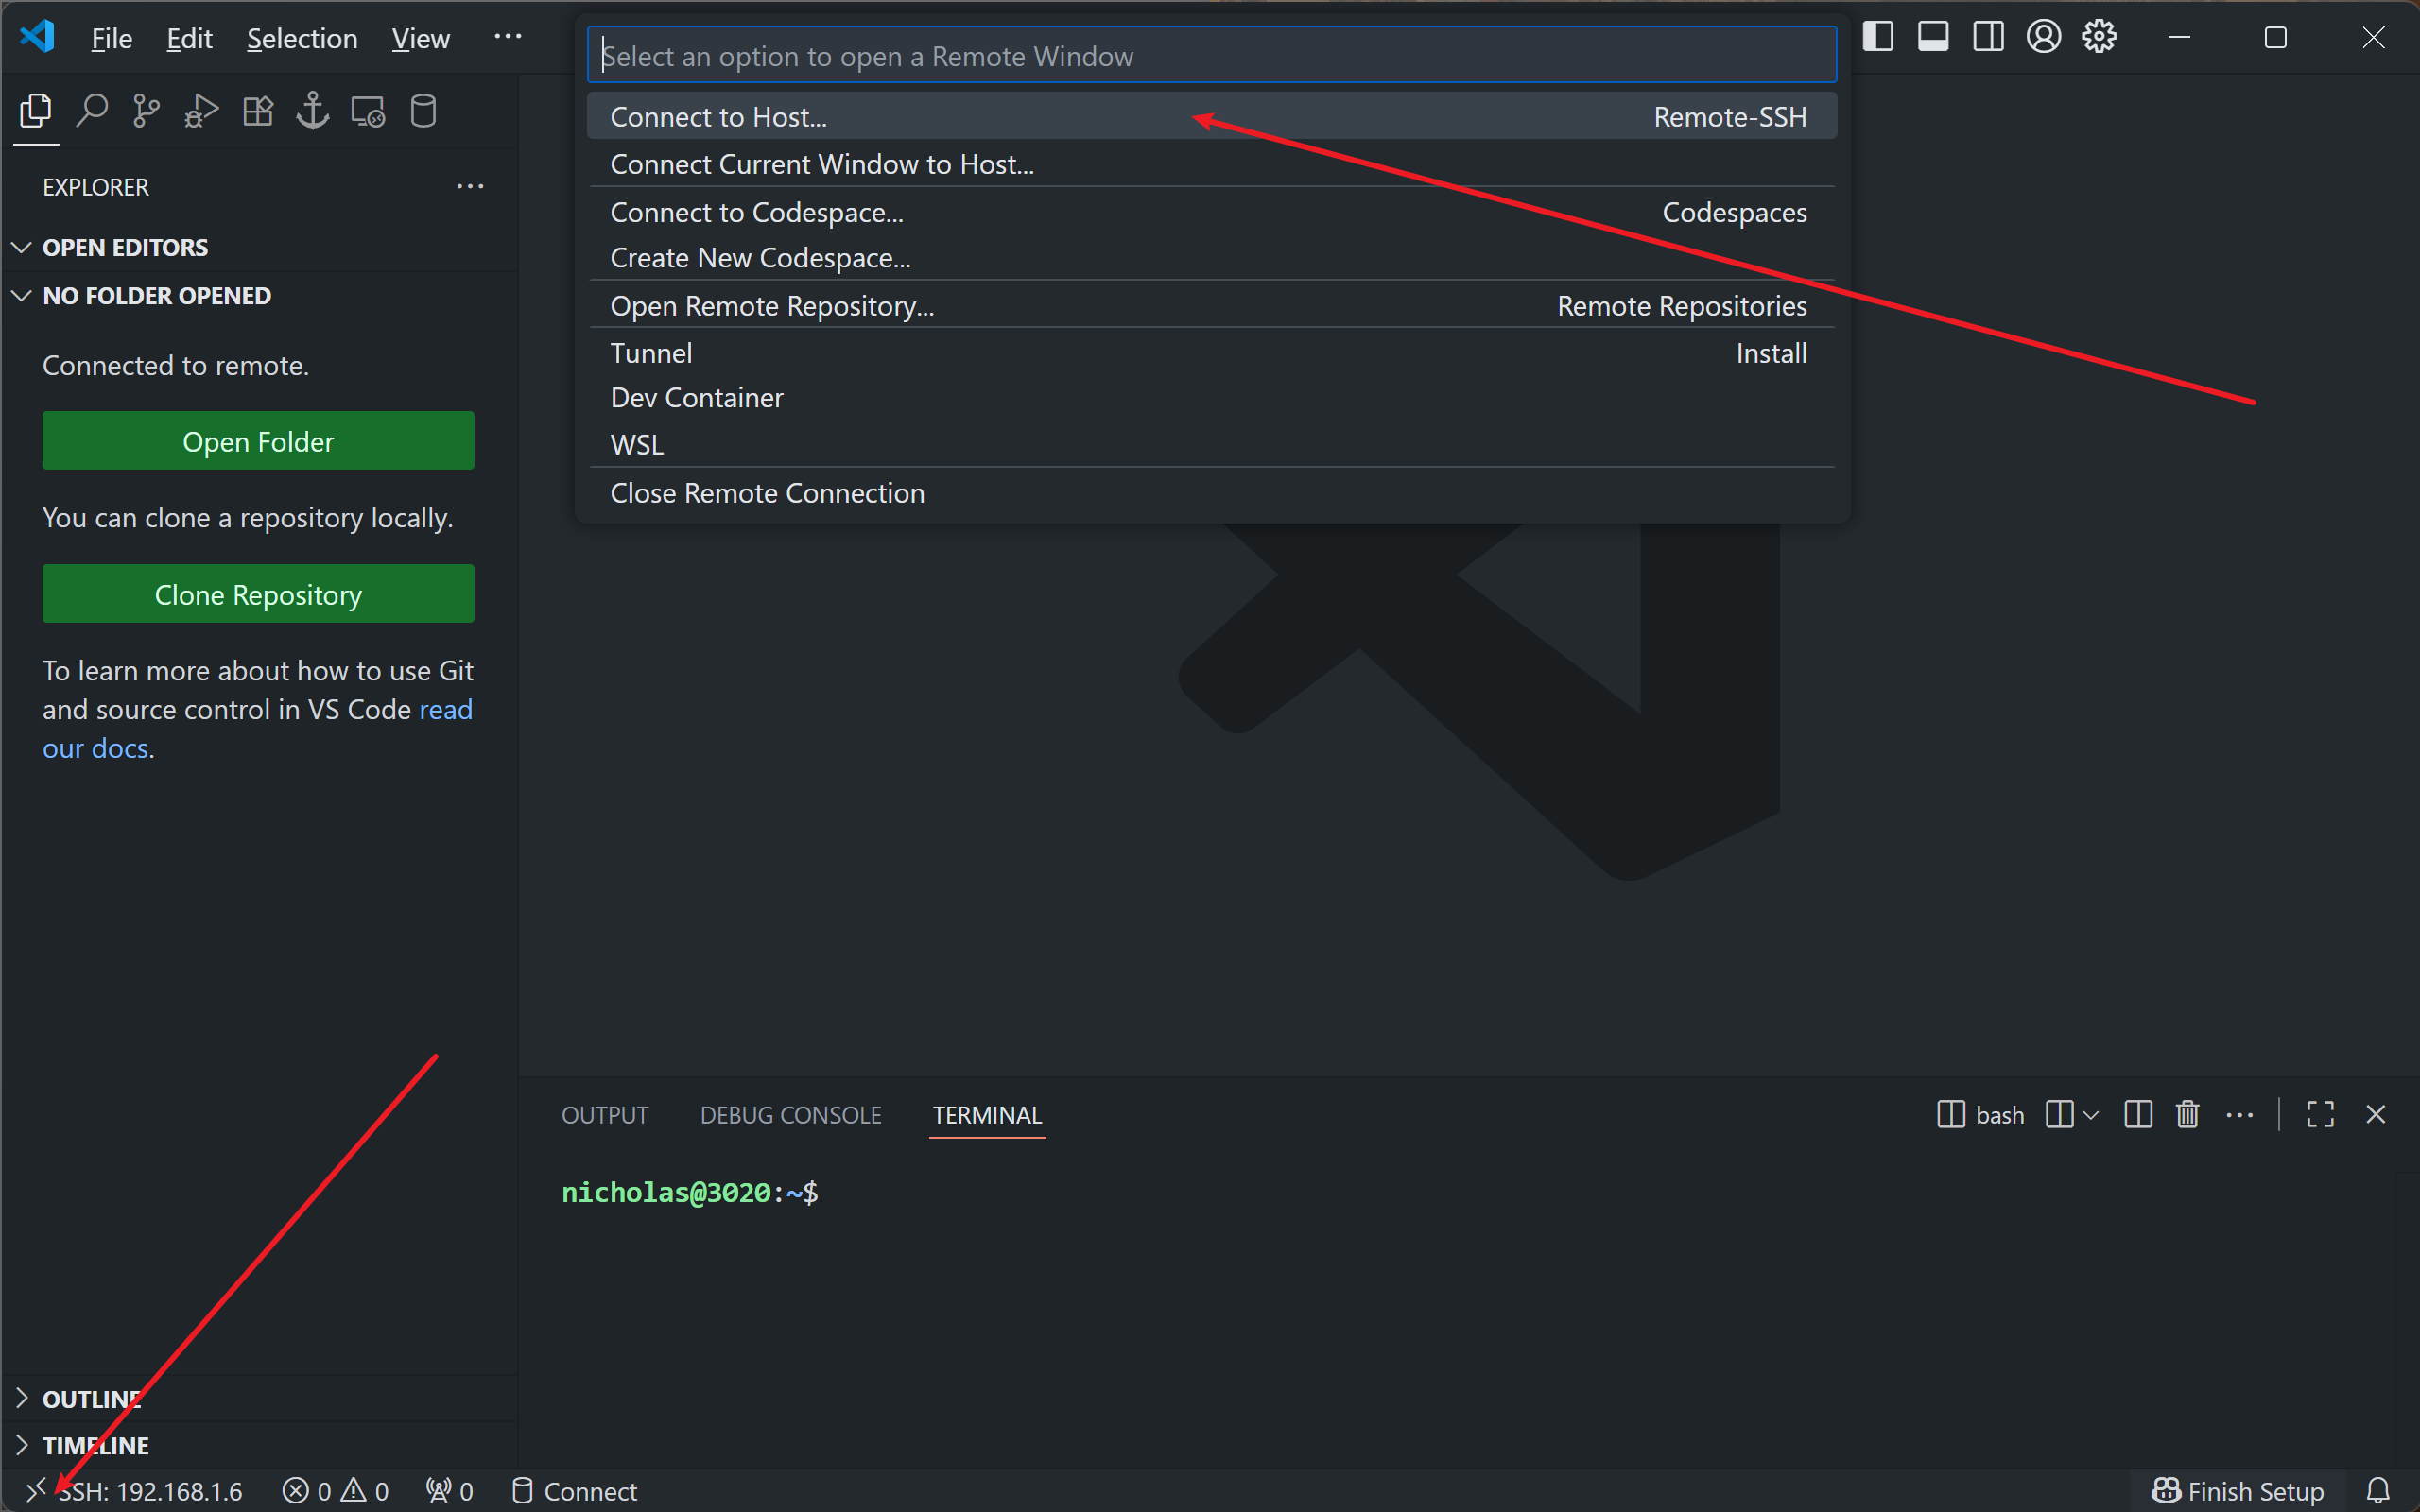 File Edit Selection View ...
Select an option to open a Remote Window
Connect to Host... Remote-SSH
Connect Current Window to Host...
Connect to Codespace... Codespaces
Create New Codespace...
Open Remote Repository... Remote Repositories
Tunnel Install
Dev Container
WSL
Close Remote Connection
EXPLORER
OPEN EDITORS
NO FOLDER OPENED
Connected to remote.
Open Folder
You can clone a repository locally.
Clone Repository
To learn more about how to use Git
and source control in VS Code read
our docs.
OUTPUT DEBUG CONSOLE TERMINAL bash
nicholas@3020:~$
OUTLINE
TIMELINE
SSH: 192.168.1.6 0 0 0 Connect Finish Setup